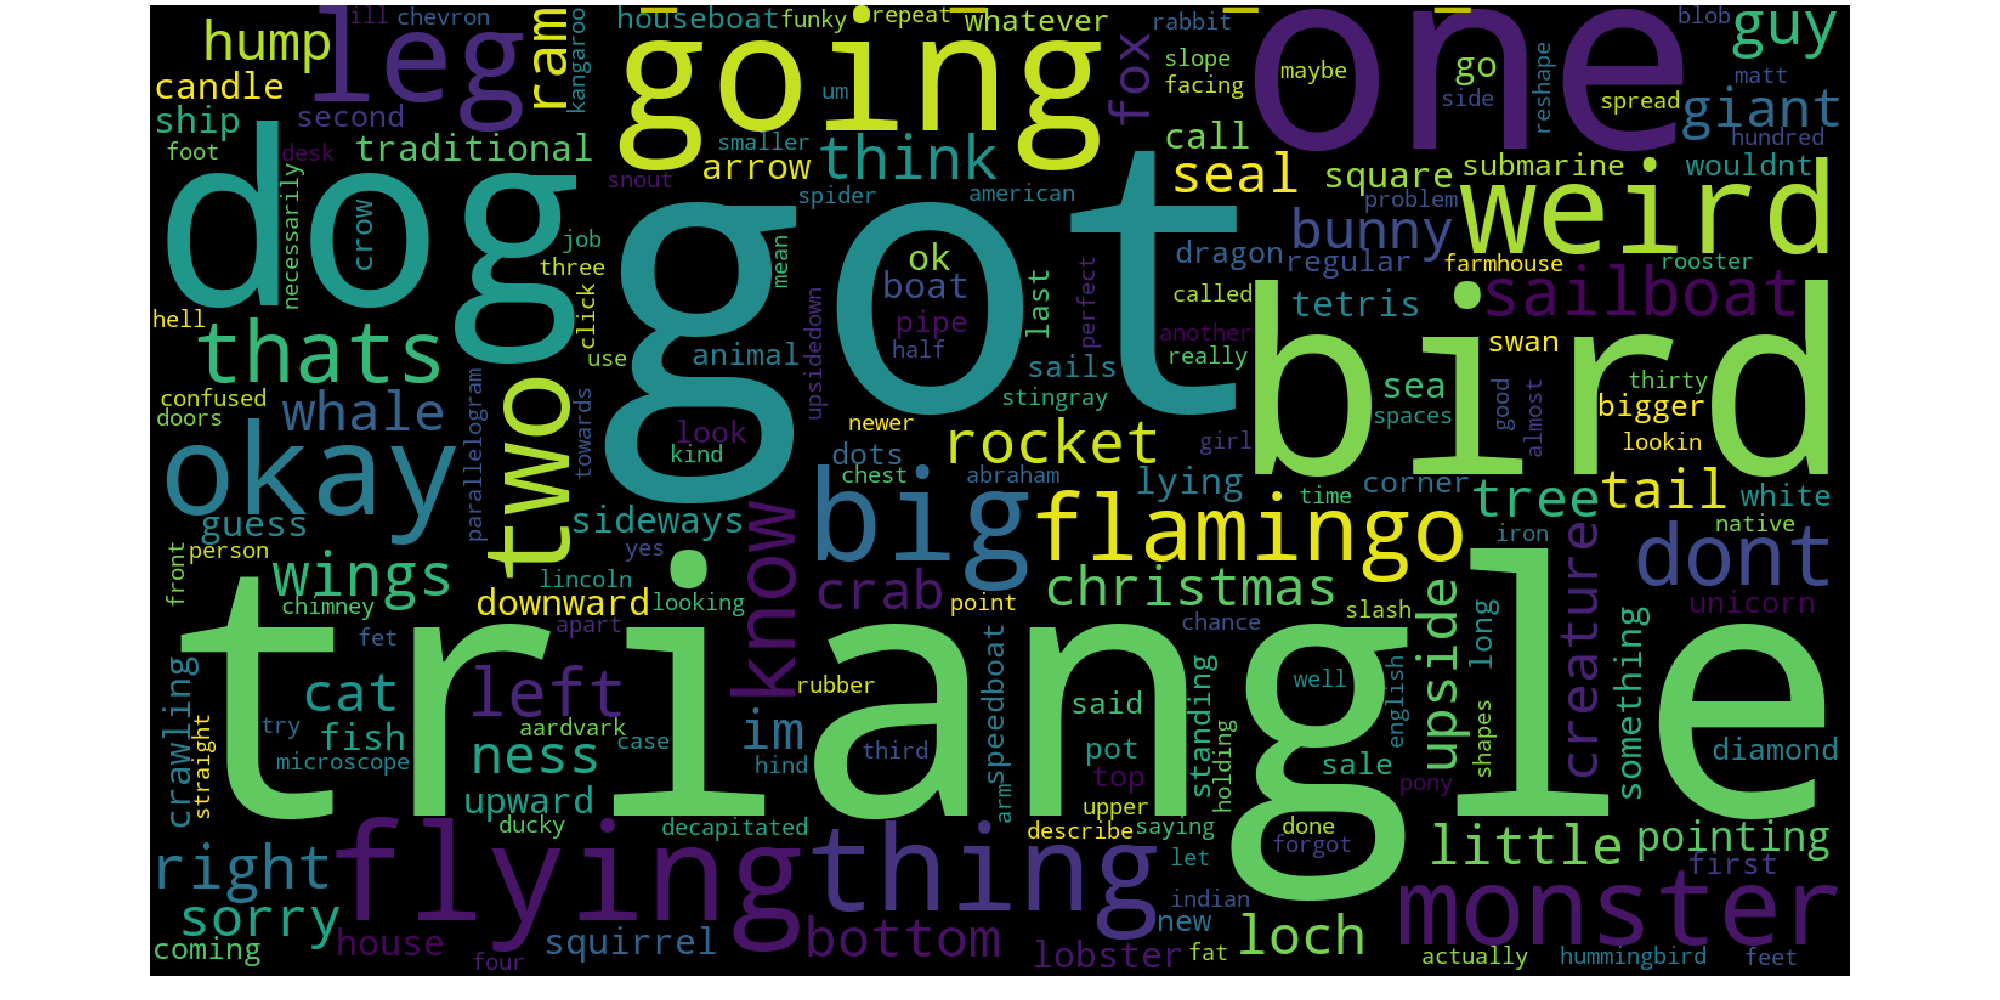 ill
chevron
houseboat
funky
repeat
whatever
rabbit
blob
guy
hump
leg
ram
kangaroo
going
fox
slope
one
maybe
go
reshape
matt
candle
um
facing
side
spread
giant
ship
second
smaller
call
hundred
foot
desk
traditional
arrow
think
seal
square
submarine
wouldnt
snout
spider
american
problem
weird
dog
necessarily
crow
got
bunny
job
mean
ok
dragon
regular
farmhouse
rooster
three
boat
last
perfect
called
tetris
sailboat
hell
click
upsidedown
pipe
another
bird
thats
use
animal
half
sails
really
swan
confused
parallelogram
two
towards
stingray
sea
good
almost
thirty
doors
whale
look
newer
spaces
bigger
okay
kind
dots
rocket
girl
lookin
chest
abraham
lying
corner
tree
tail
white
guess
sideways
know
big
flamingo
time
native
front
person
yes
iron
creature
dont
wings
lincoln
crab
christmas
upside
chimney
downward
looking
point
slash
long
something
unicorn
triangle
fet
apart
chance
crawling
cat
left
rubber
speedboat
standing
well
english
straight
try
fish
aardvark
case
im
third
said
shapes
diamond
microscope
ness
hind
pot
holding
sale
pony
upward
arm
top
upper
ducky
decapitated
describe
saying
done
little
pointing
right
flying
thing
let
forgot
first
sorry
indian
monster
coming
house
squirrel
bottom
lobster
new
loch
four
fat
actually
hummingbird
feet